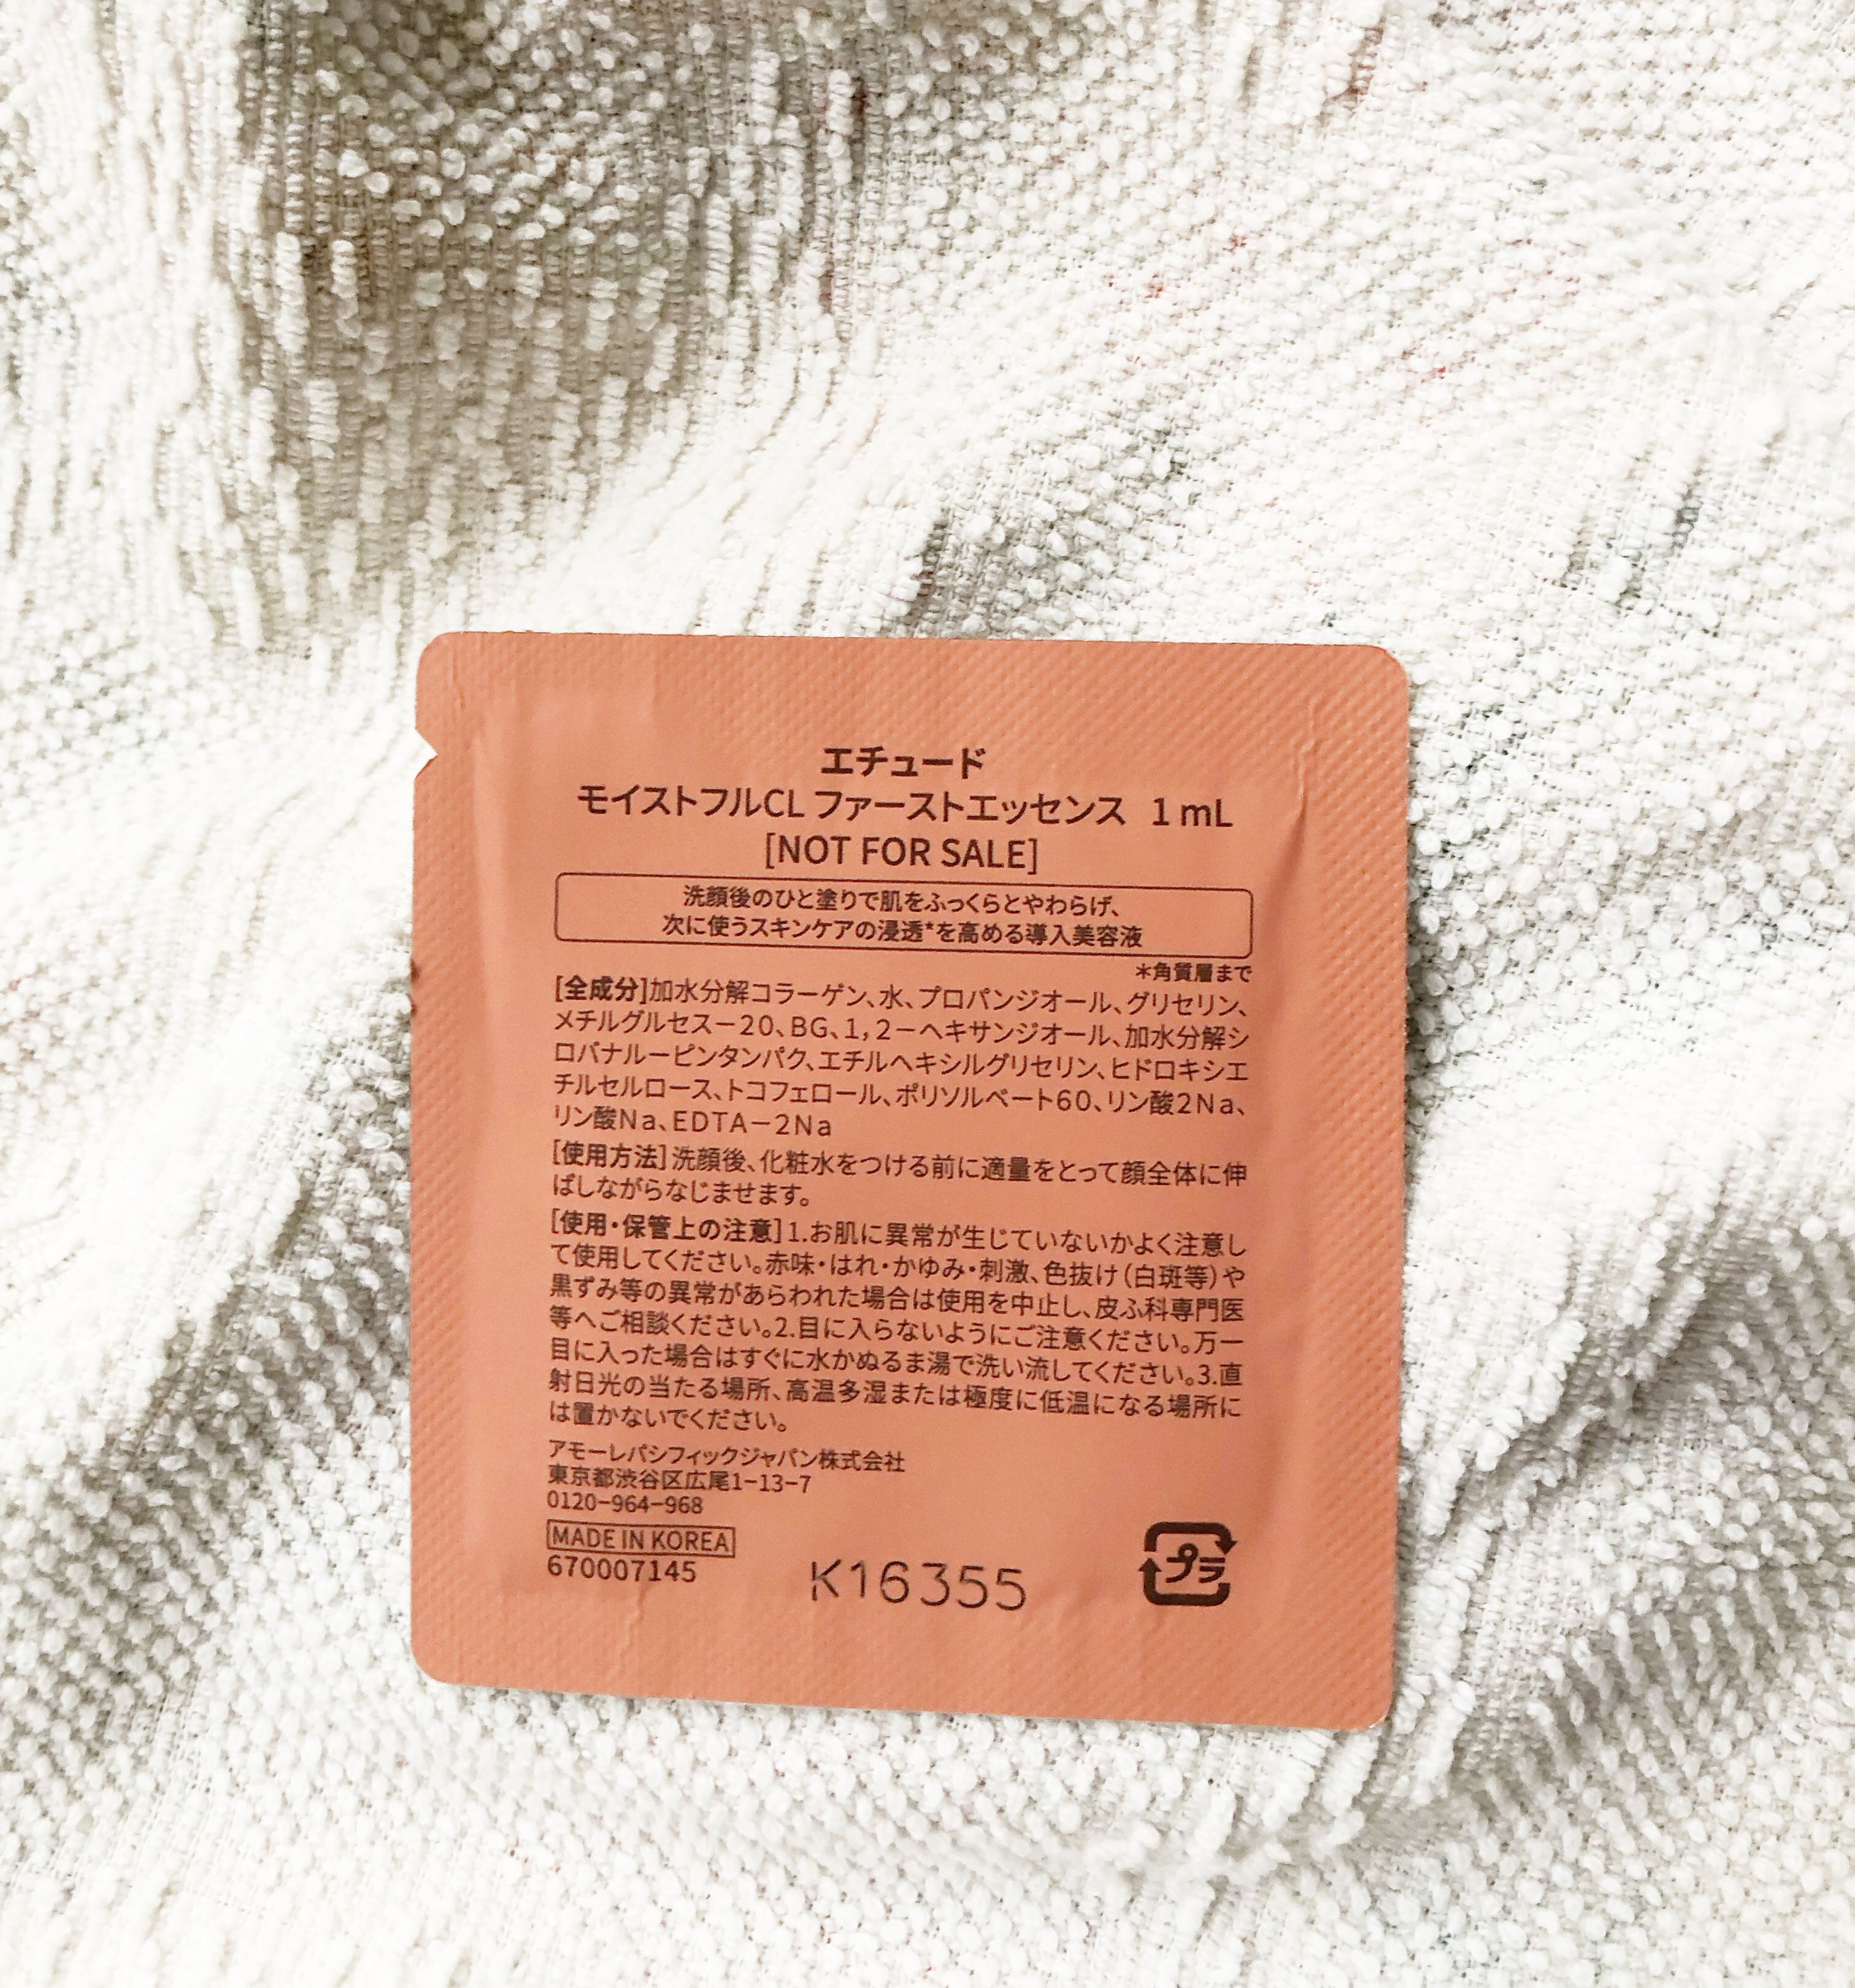 エチュード
モイストフルCL ファーストエッセンス 1 mL
[NOT FOR SALE]
洗顔後のひと塗りで肌をふっくらとやわらげ、
次に使うスキンケアの浸透*を高める導入美容液
*角質層まで
[全成分]加水分解コラーゲン、水、プロパンジオール、グリセリン、
メチルグルセス－20、BG、1，2－ヘキサンジオール、加水分解シ
ロバナルーピンタンパク、エチルヘキシルグリセリン、ヒドロキシエ
チルセルロース、トコフェロール、ポリソルベート60、リン酸2Na、
リン酸Na、EDTA－2Na
[使用方法]洗顔後、化粧水をつける前に適量をとって顔全体に伸
ばしながらなじませます。
[使用・保管上の注意]1.お肌に異常が生じていないかよく注意し
て使用してください。赤味・はれ・かゆみ・刺激、色抜け(白斑等)や
黒ずみ等の異常があらわれた場合は使用を中止し、皮ふ科専門医
等へご相談ください。2.目に入らないようにご注意ください。万一
目に入った場合はすぐに水かぬるま湯で洗い流してください。3.直
射日光の当たる場所、高温多湿または極度に低温になる場所に
は置かないでください。
アモーレパシフィックジャパン株式会社
東京都渋谷区広尾1−13−7
0120−964−968
MADE IN KOREA
670007145
K16355
プラ